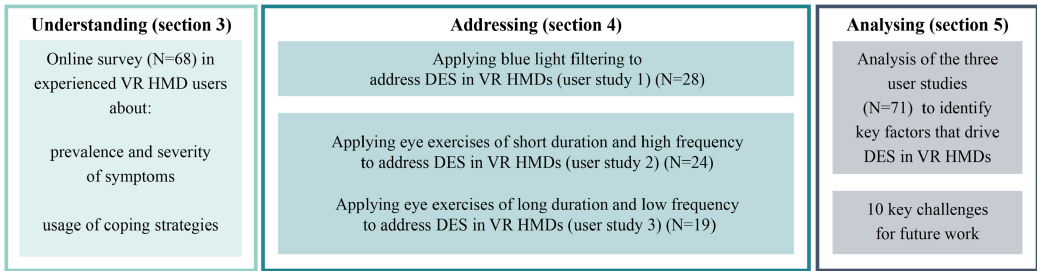 Understanding (section 3)
Online survey (N=68) in
experienced VR HMD users
about:
prevalence and severity
of symptoms
usage of coping strategies
Addressing (section 4)
Applying blue light filtering to
address DES in VR HMDs (user study 1) (N=28)
Applying eye exercises of short duration and high frequency
to address DES in VR HMDs (user study 2) (N=24)
Applying eye exercises of long duration and low frequency
to address DES in VR HMDs (user study 3) (N=19)
Analysing (section 5)
Analysis of the three
user studies
(N=71) to identify
key factors that drive
DES in VR HMDs
10 key challenges
for future work